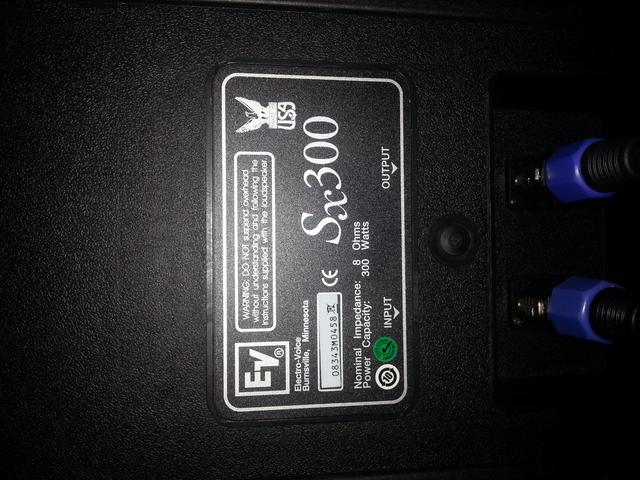 EV®
WARNING: DO NOT suspend overhead
without understanding and following the
instructions supplied with the loudspeaker.
USA
Electro-Voice
Burnsville, Minnesota
08343M0458
CE
Sx300
Nominal Impedance: 8 Ohms
Power Capacity: 300 Watts
INPUT
OUTPUT